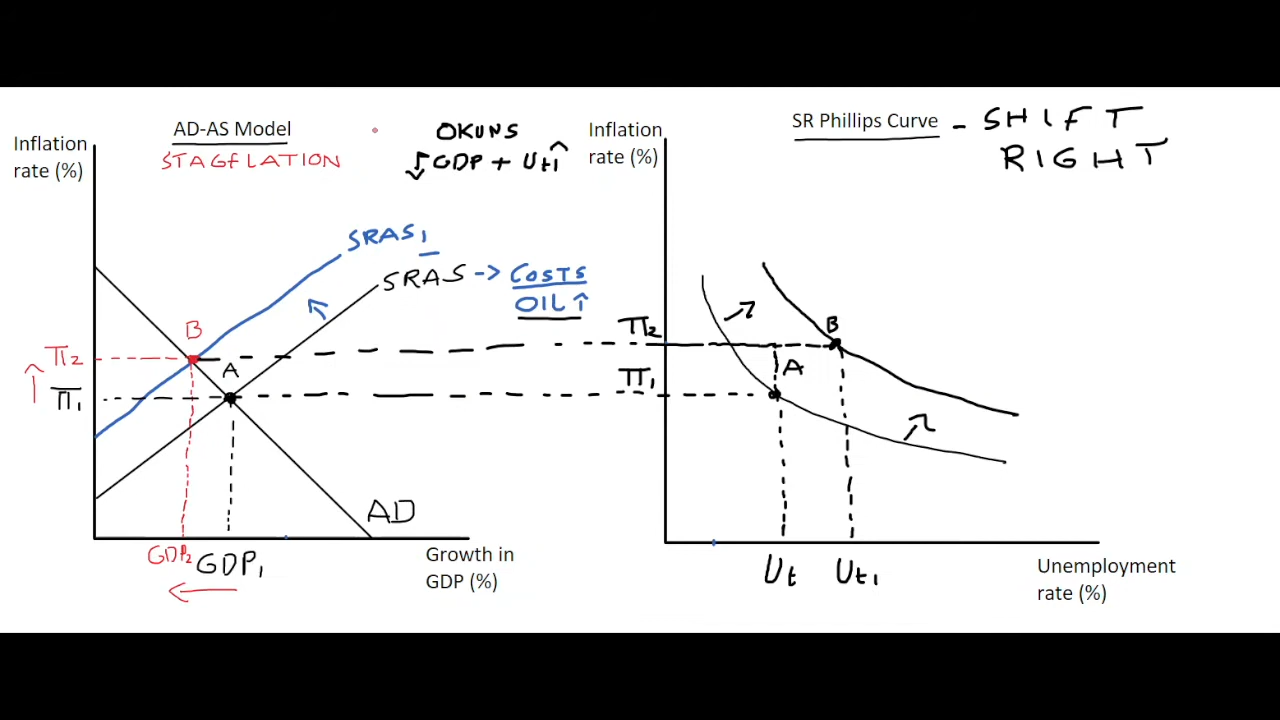 Inflation
rate (%)
AD-AS Model
STAGFLATION
OKUNS
↓GDP + Ut1^
SRAS1
SRAS -> COSTS
OIL ↑
B
A
π2
π1
AD
GDP2
GDP1
Growth in
GDP (%)
Inflation
rate (%)
SR Phillips Curve - SHIFT
RIGHT
π2
π1
B
A
Ut
Ut1
Unemployment
rate (%)